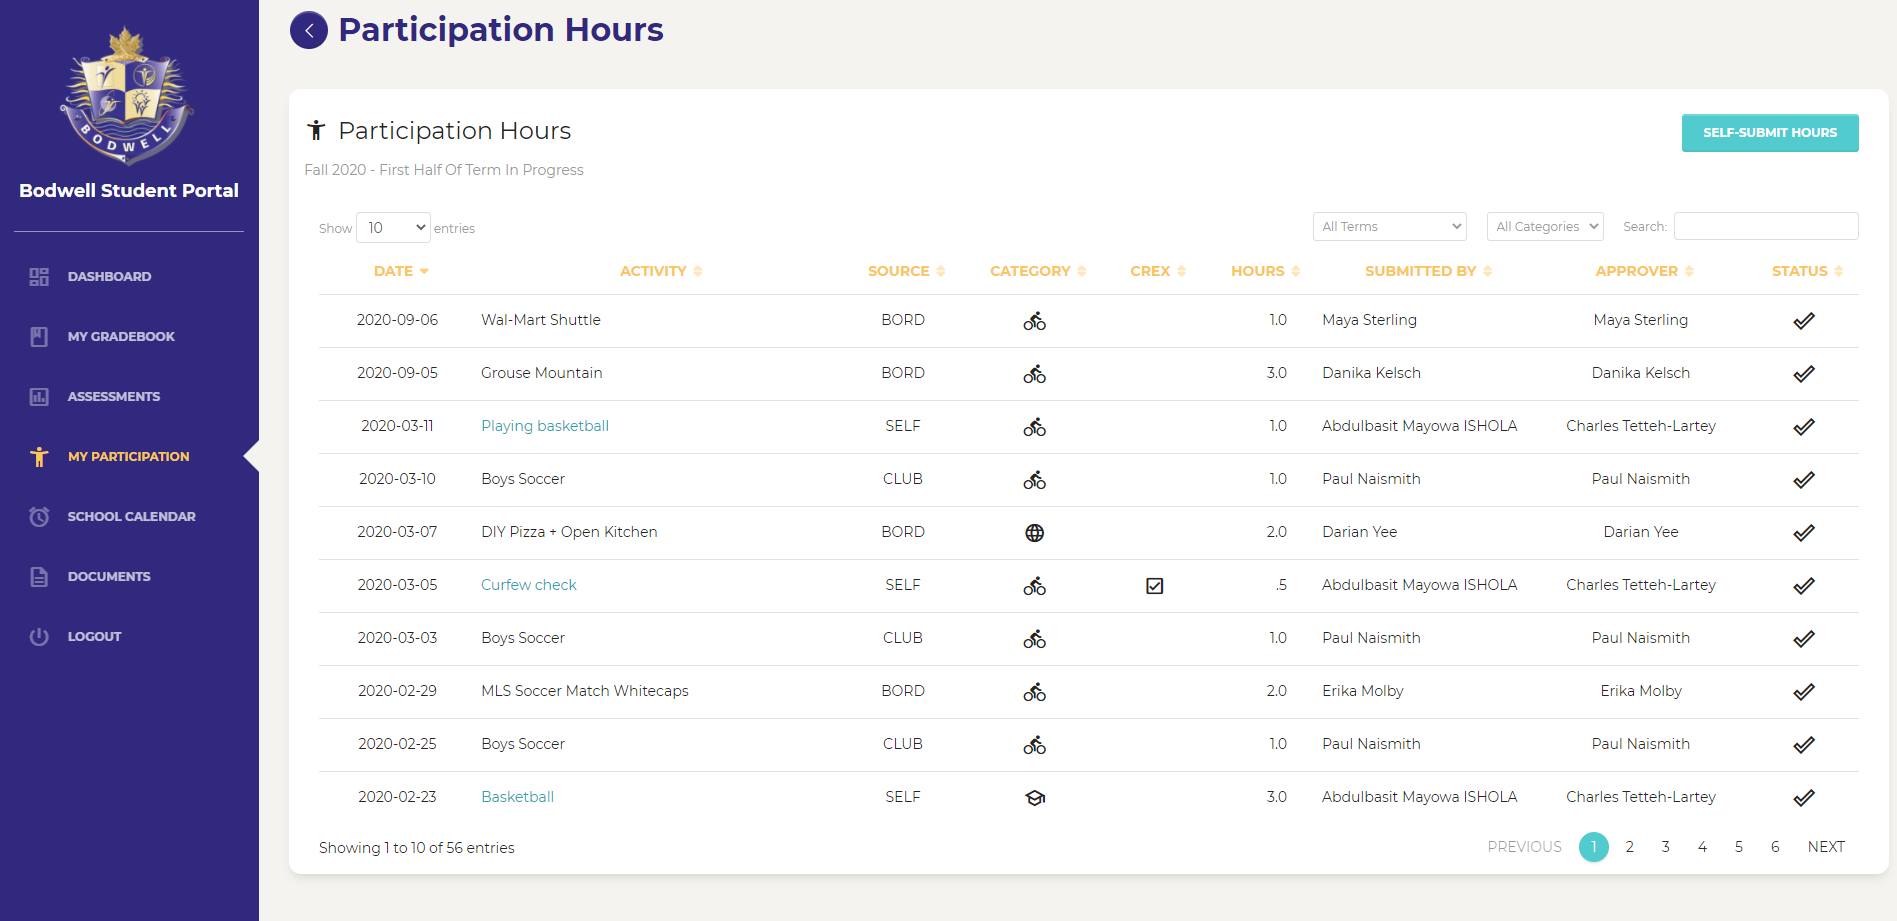 BODWELL
Bodwell Student Portal
DASHBOARD
MY GRADEBOOK
ASSESSMENTS
MY PARTICIPATION
SCHOOL CALENDAR
DOCUMENTS
LOGOUT
Participation Hours
Participation Hours
SELF-SUBMIT HOURS
Fall 2020 - First Half Of Term In Progress
Show 10 entries All Terms All Categories Search:
DATE ACTIVITY SOURCE CATEGORY CREX HOURS SUBMITTED BY APPROVER STATUS
2020-09-06 Wal-Mart Shuttle BORD 1.0 Maya Sterling Maya Sterling
2020-09-05 Grouse Mountain BORD 3.0 Danika Kelsch Danika Kelsch
2020-03-11 Playing basketball SELF 1.0 Abdulbasit Mayowa ISHOLA Charles Tetteh-Lartey
2020-03-10 Boys Soccer CLUB 1.0 Paul Naismith Paul Naismith
2020-03-07 DIY Pizza + Open Kitchen BORD 2.0 Darian Yee Darian Yee
2020-03-05 Curfew check SELF .5 Abdulbasit Mayowa ISHOLA Charles Tetteh-Lartey
2020-03-03 Boys Soccer CLUB 1.0 Paul Naismith Paul Naismith
2020-02-29 MLS Soccer Match Whitecaps BORD 2.0 Erika Molby Erika Molby
2020-02-25 Boys Soccer CLUB 1.0 Paul Naismith Paul Naismith
2020-02-23 Basketball SELF 3.0 Abdulbasit Mayowa ISHOLA Charles Tetteh-Lartey
Showing 1 to 10 of 56 entries
PREVIOUS 1 2 3 4 5 6 NEXT